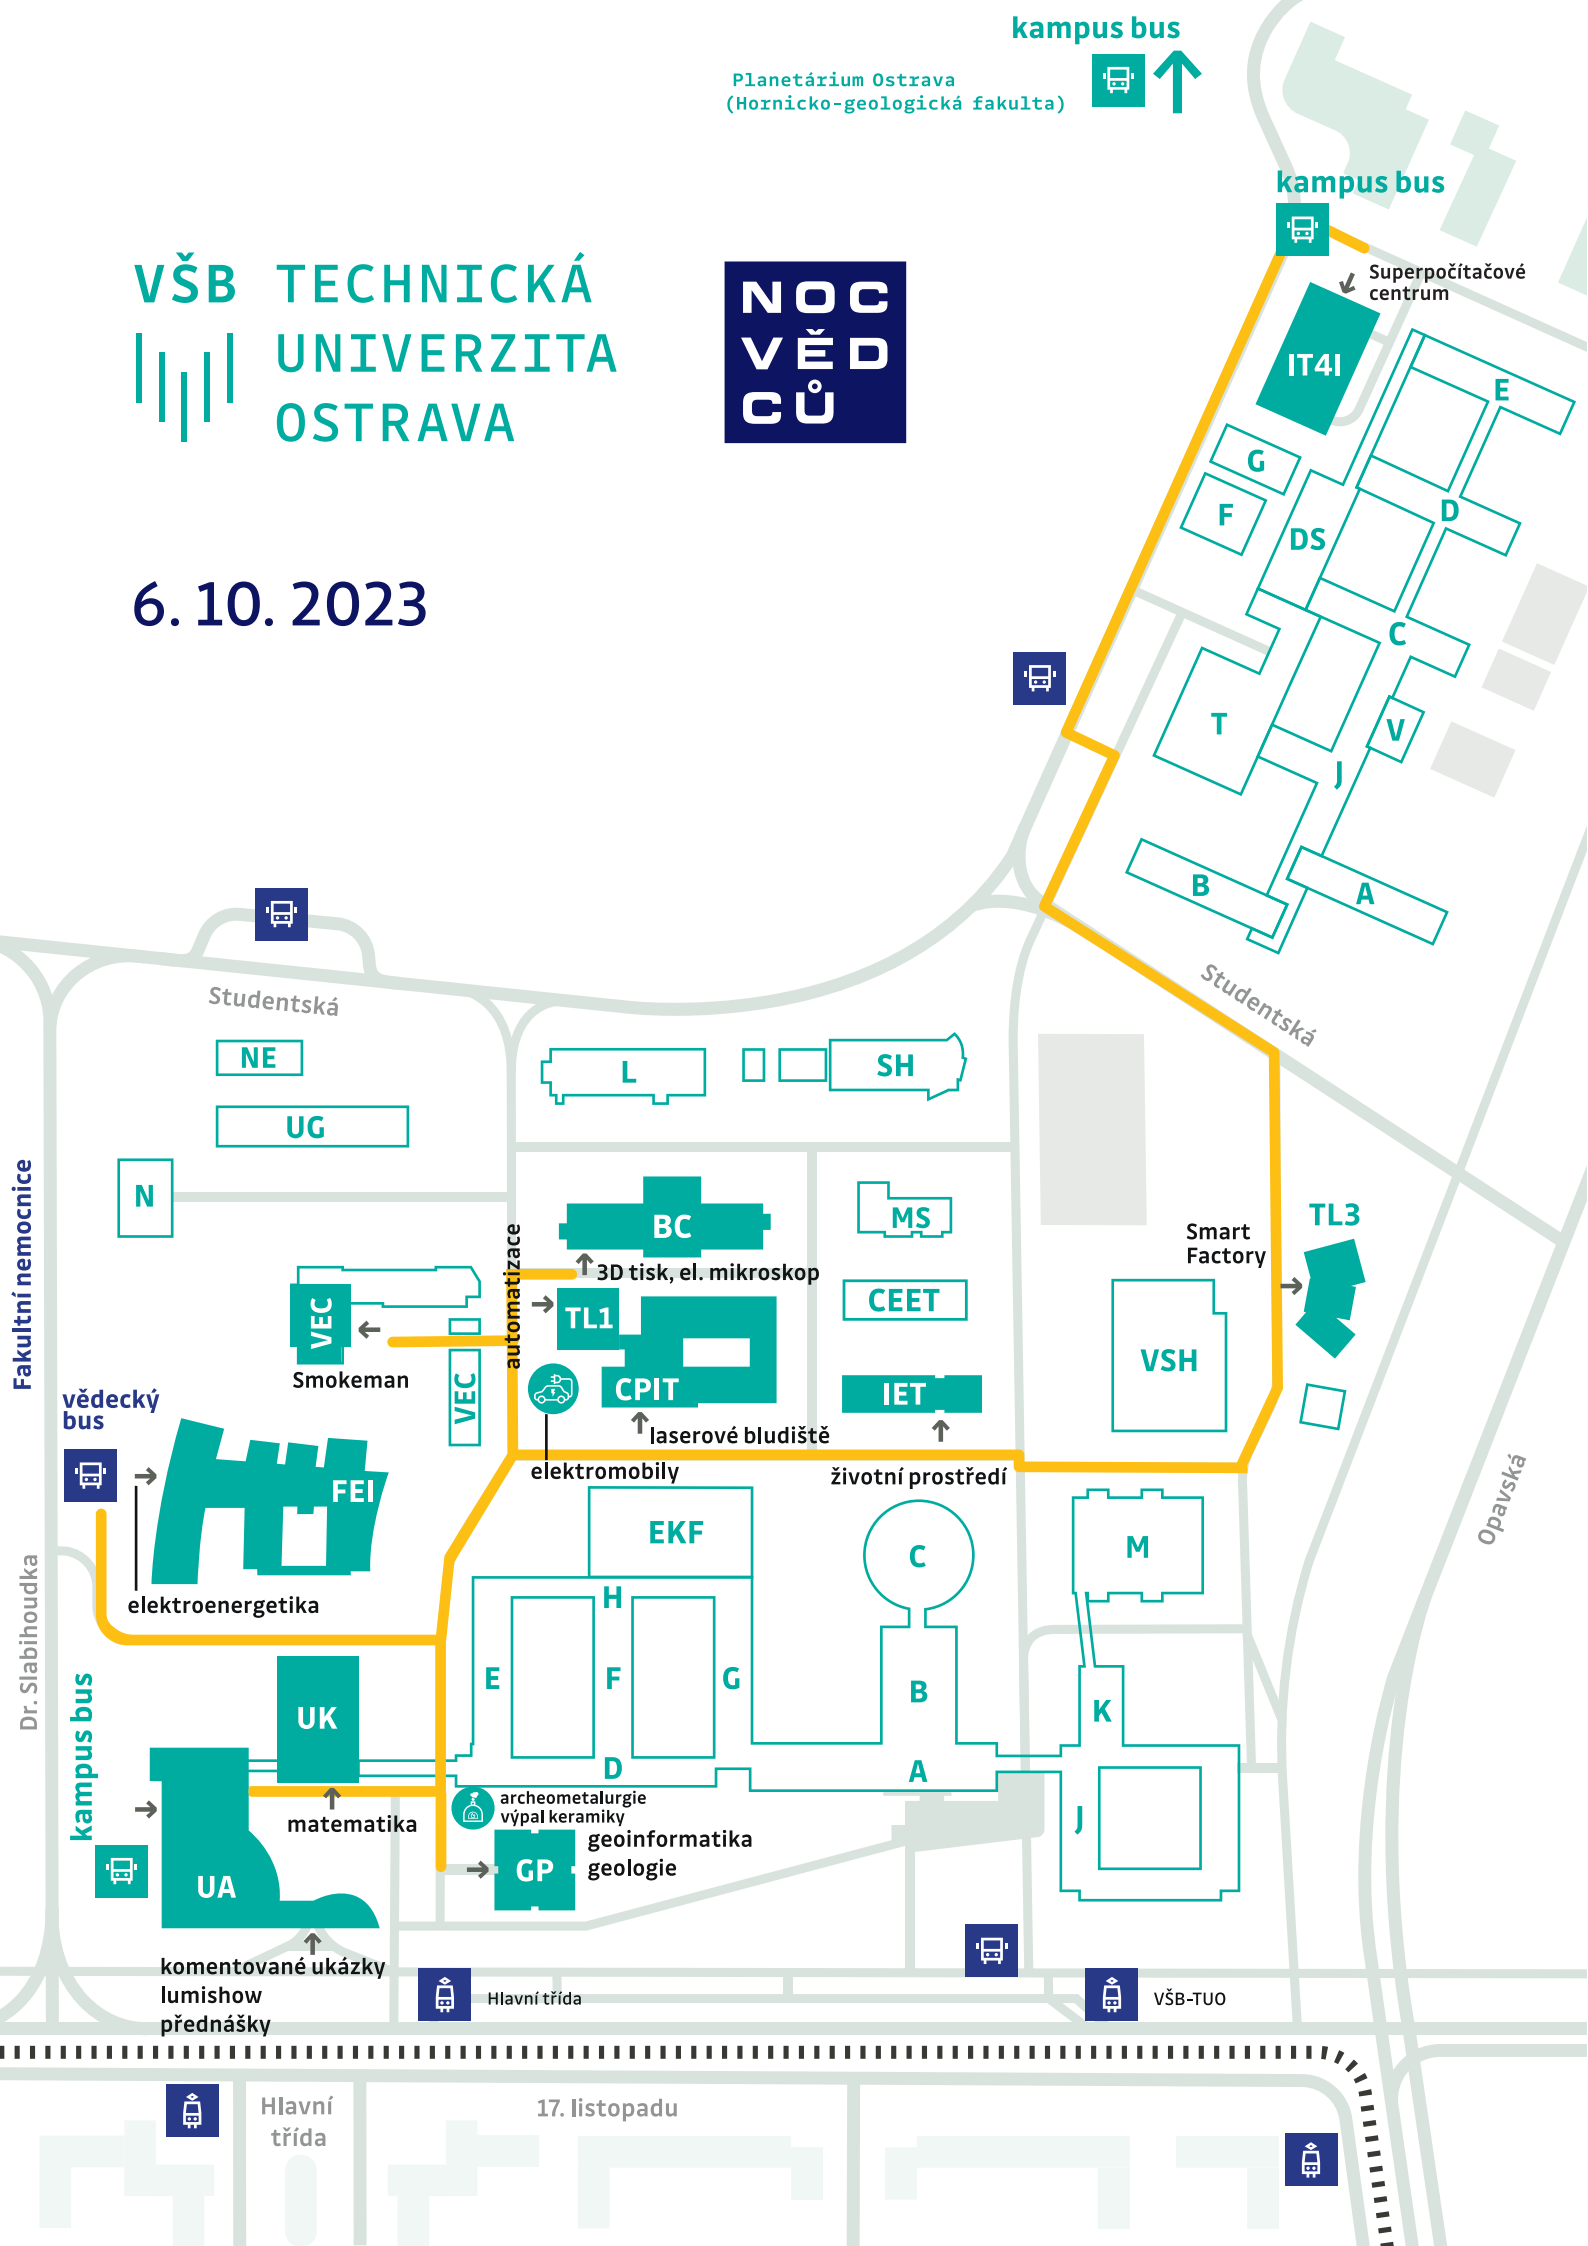 kampus bus
Planetárium Ostrava
(Hornicko-geologická fakulta)
kampus bus
VŠB TECHNICKÁ
UNIVERZITA
OSTRAVA
NOC
VĚD
CŮ
Superpočítačové
centrum
IT4I
E
G
F
D
DS
C
6. 10. 2023
T
V
J
B
A
Studentská
Studentská
NE
L
SH
UG
N
BC
MS
TL3
Smart
Factory
Fakultní nemocnice
automatizace
3D tisk, el. mikroskop
VEC
TL1
CEET
Smokeman
VEC
CPIT
IET
VSH
vědecký
bus
laserové bludiště
elektromobily
životní prostředí
FEI
elektroenergetika
EKF
C
M
Opavská
H
E
F
G
B
K
D
A
J
Dr. Slabihoudka
kampus bus
UK
matematika
archeometalurgie
výpal keramiky
geoinformatika
geologie
GP
UA
komentované ukázky
lumishow
přednášky
Hlavní třída
VŠB-TUO
Hlavní
třída
17. listopadu